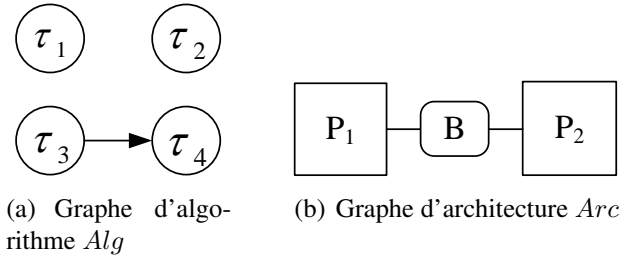 τ1 τ2
τ3 τ4
P1 B P2
(a) Graphe d'algo-
rithme Alg
(b) Graphe d'architecture Arc